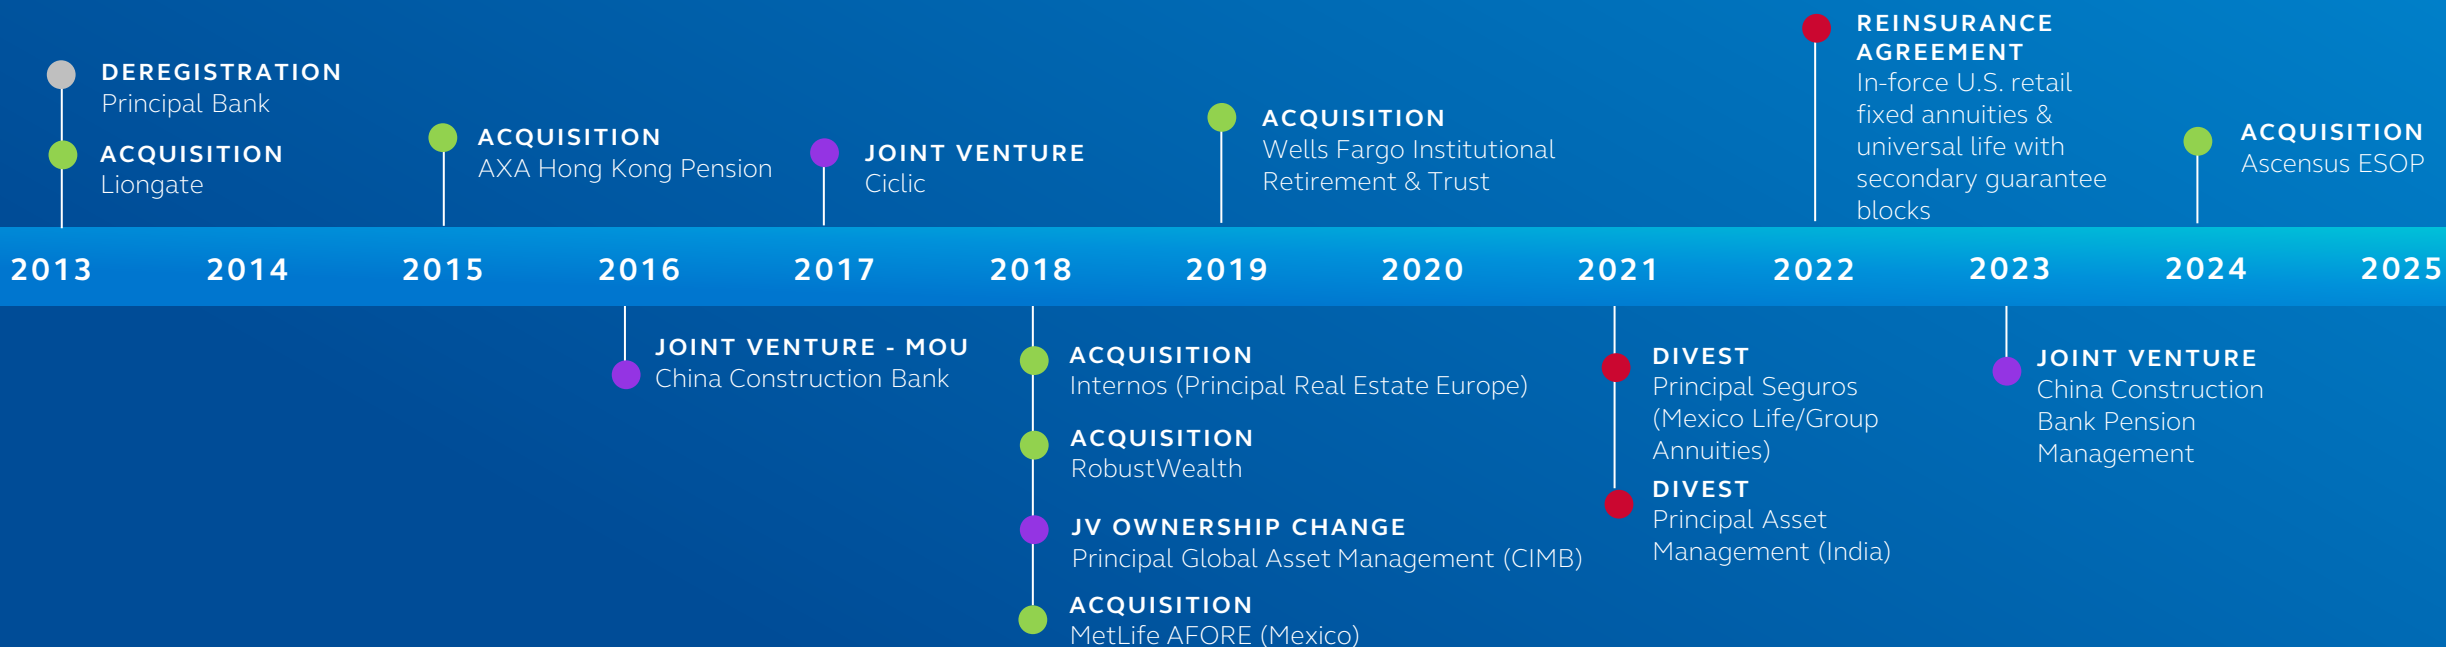 DEREGISTRATION
Principal Bank
ACQUISITION
Liongate
ACQUISITION
AXA Hong Kong Pension
JOINT VENTURE
Ciclic
ACQUISITION
Wells Fargo Institutional
Retirement & Trust
REINSURANCE
AGREEMENT
In-force U.S. retail
fixed annuities &
universal life with
secondary guarantee
blocks
ACQUISITION
Ascensus ESOP
2013 2014 2015 2016 2017 2018 2019 2020 2021 2022 2023 2024 2025
JOINT VENTURE - MOU
China Construction Bank
ACQUISITION
Internos (Principal Real Estate Europe)
ACQUISITION
RobustWealth
JV OWNERSHIP CHANGE
Principal Global Asset Management (CIMB)
ACQUISITION
MetLife AFORE (Mexico)
DIVEST
Principal Seguros
(Mexico Life/Group
Annuities)
DIVEST
Principal Asset
Management (India)
JOINT VENTURE
China Construction
Bank Pension
Management